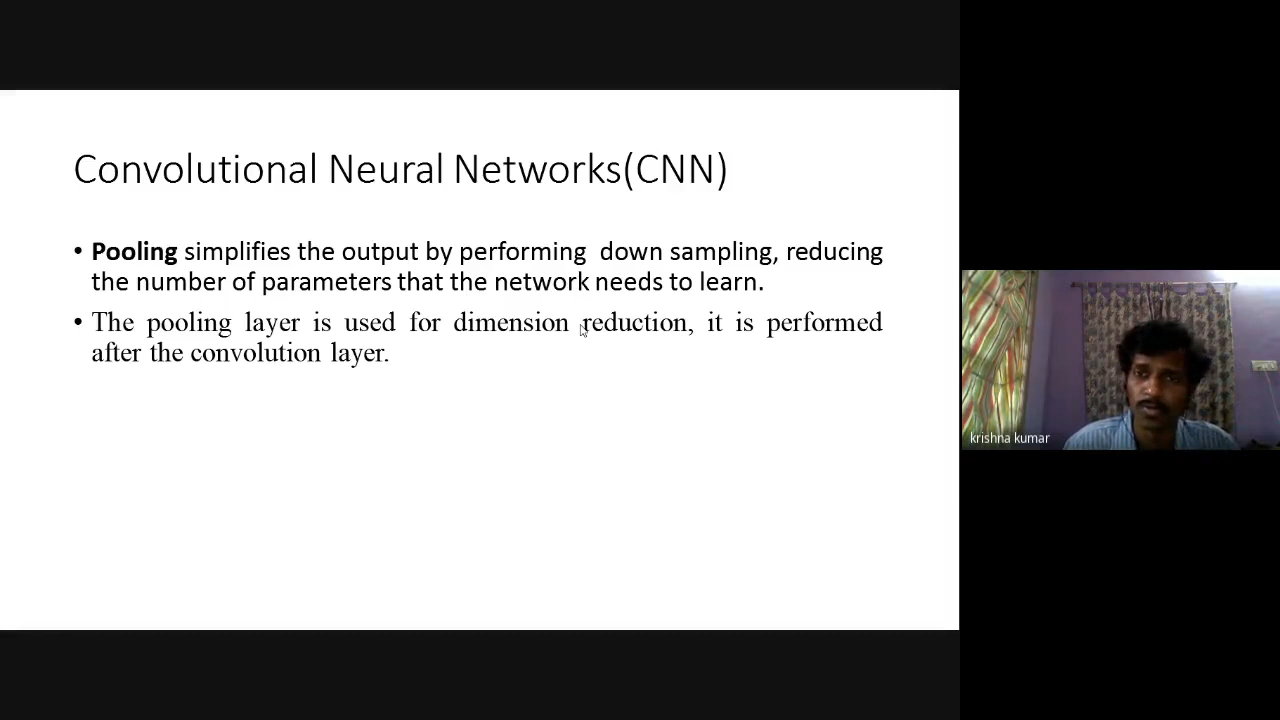 Convolutional Neural Networks(CNN)
• Pooling simplifies the output by performing  down sampling, reducing
the number of parameters that the network needs to learn.
• The pooling layer is used for dimension reduction, it is performed
after the convolution layer.
krishna kumar